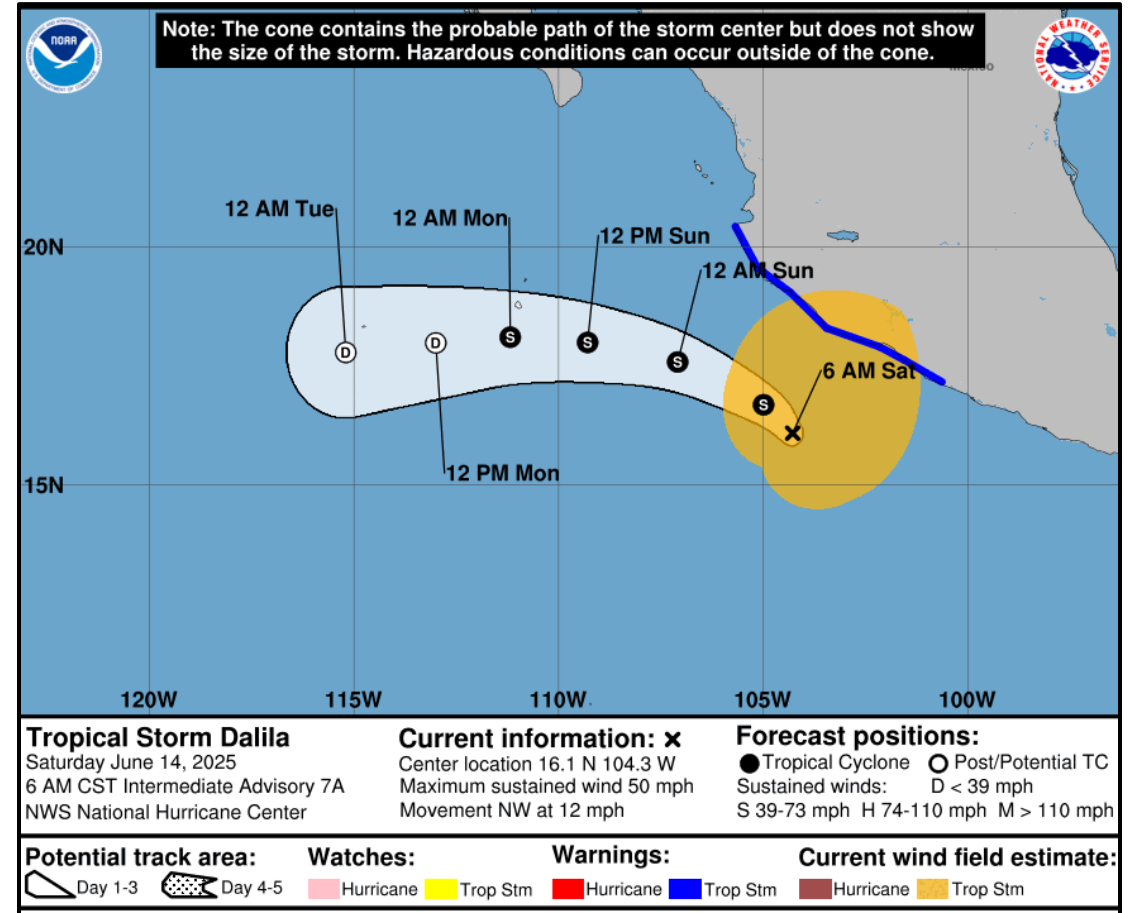 Note: The cone contains the probable path of the storm center but does not show
the size of the storm. Hazardous conditions can occur outside of the cone.
NOAA
NATIONAL WEATHER SERVICE
12 AM Tue
12 AM Mon
12 PM Sun
20N
12 AM Sun
S
S
D
D
S
6 AM Sat
S
12 PM Mon
15N
120W
115W
110W
105W
100W
Tropical Storm Dalila
Saturday June 14, 2025
6 AM CST Intermediate Advisory 7A
NWS National Hurricane Center
Current information: ×
Center location 16.1 N 104.3 W
Maximum sustained wind 50 mph
Movement NW at 12 mph
Forecast positions:
Tropical Cyclone Post/Potential TC
Sustained winds: D < 39 mph
S 39-73 mph H 74-110 mph M > 110 mph
Potential track area:
Day 1-3 Day 4-5
Watches:
Hurricane Trop Stm
Warnings:
Hurricane Trop Stm
Current wind field estimate:
Hurricane Trop Stm